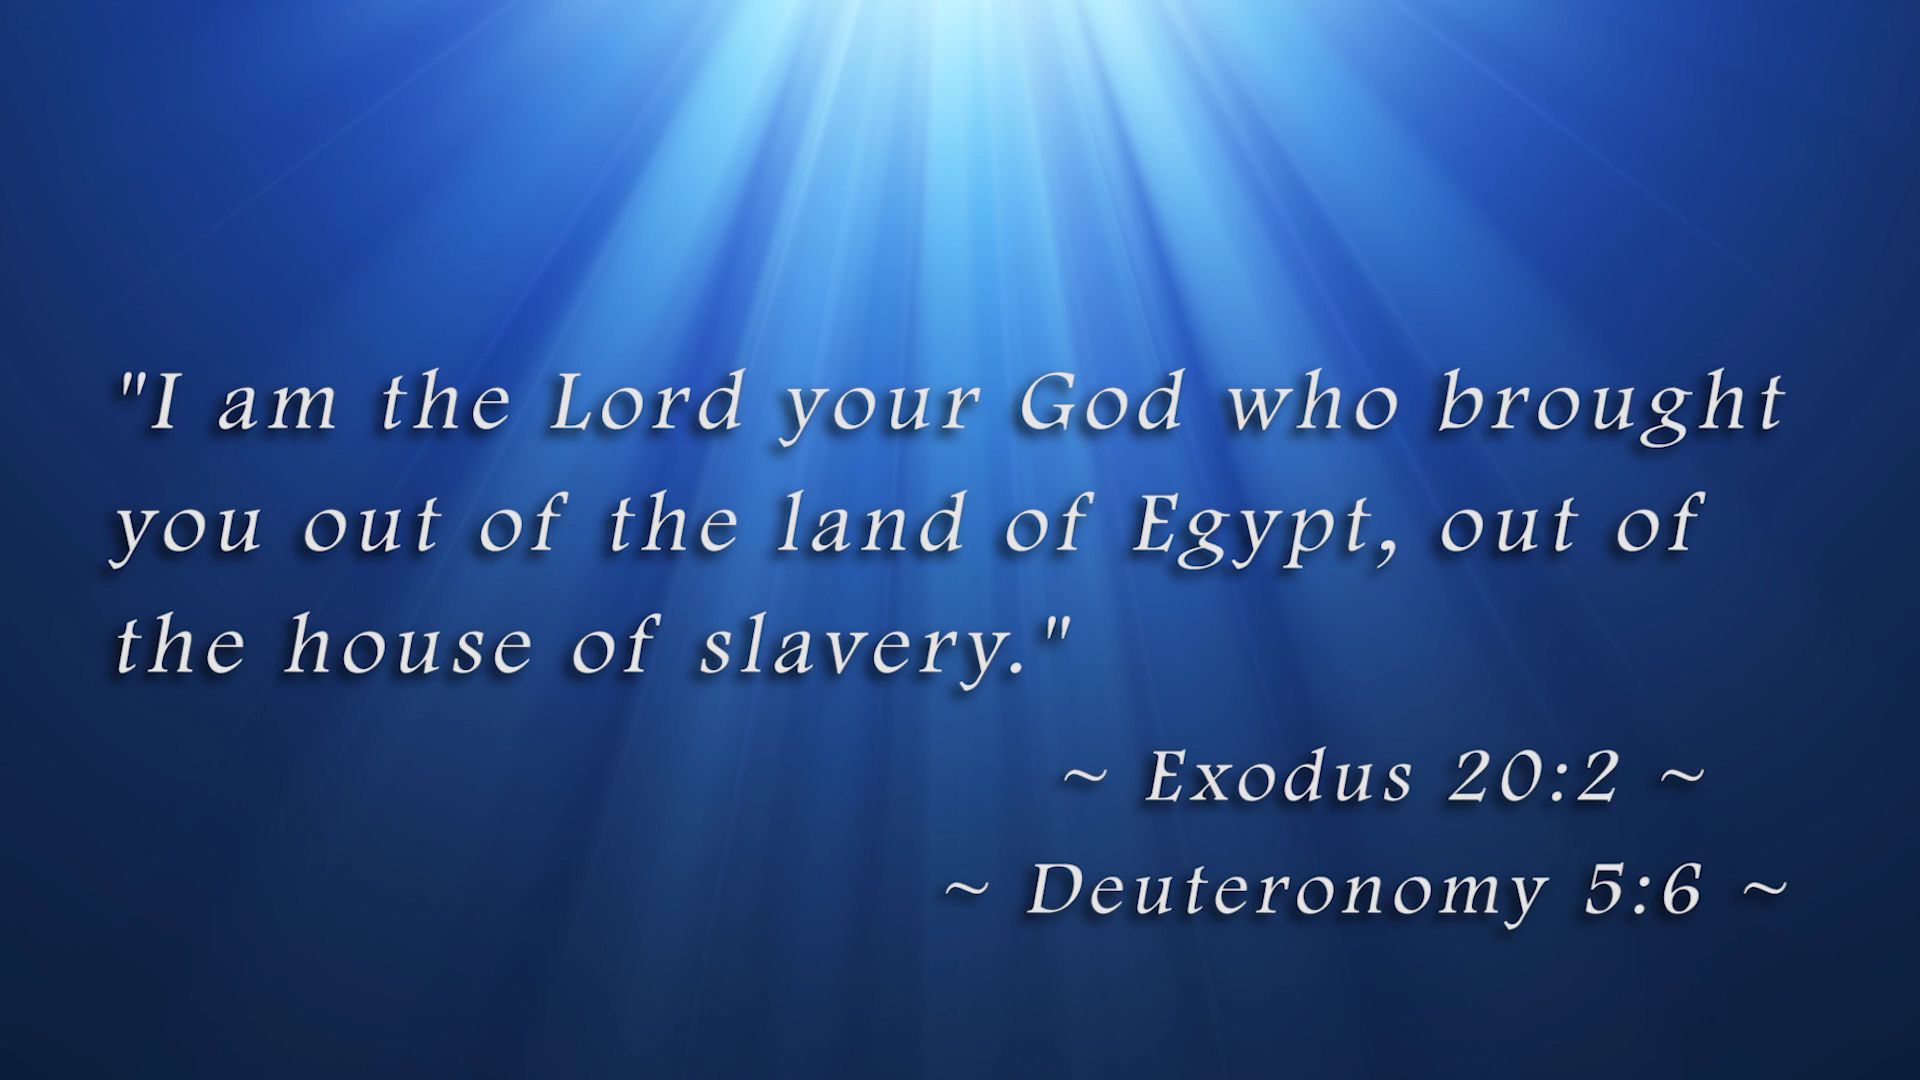 "I am the Lord your God who brought
you out of the land of Egypt, out of
the house of slavery."
~ Exodus 20:2 ~
~ Deuteronomy 5:6 ~